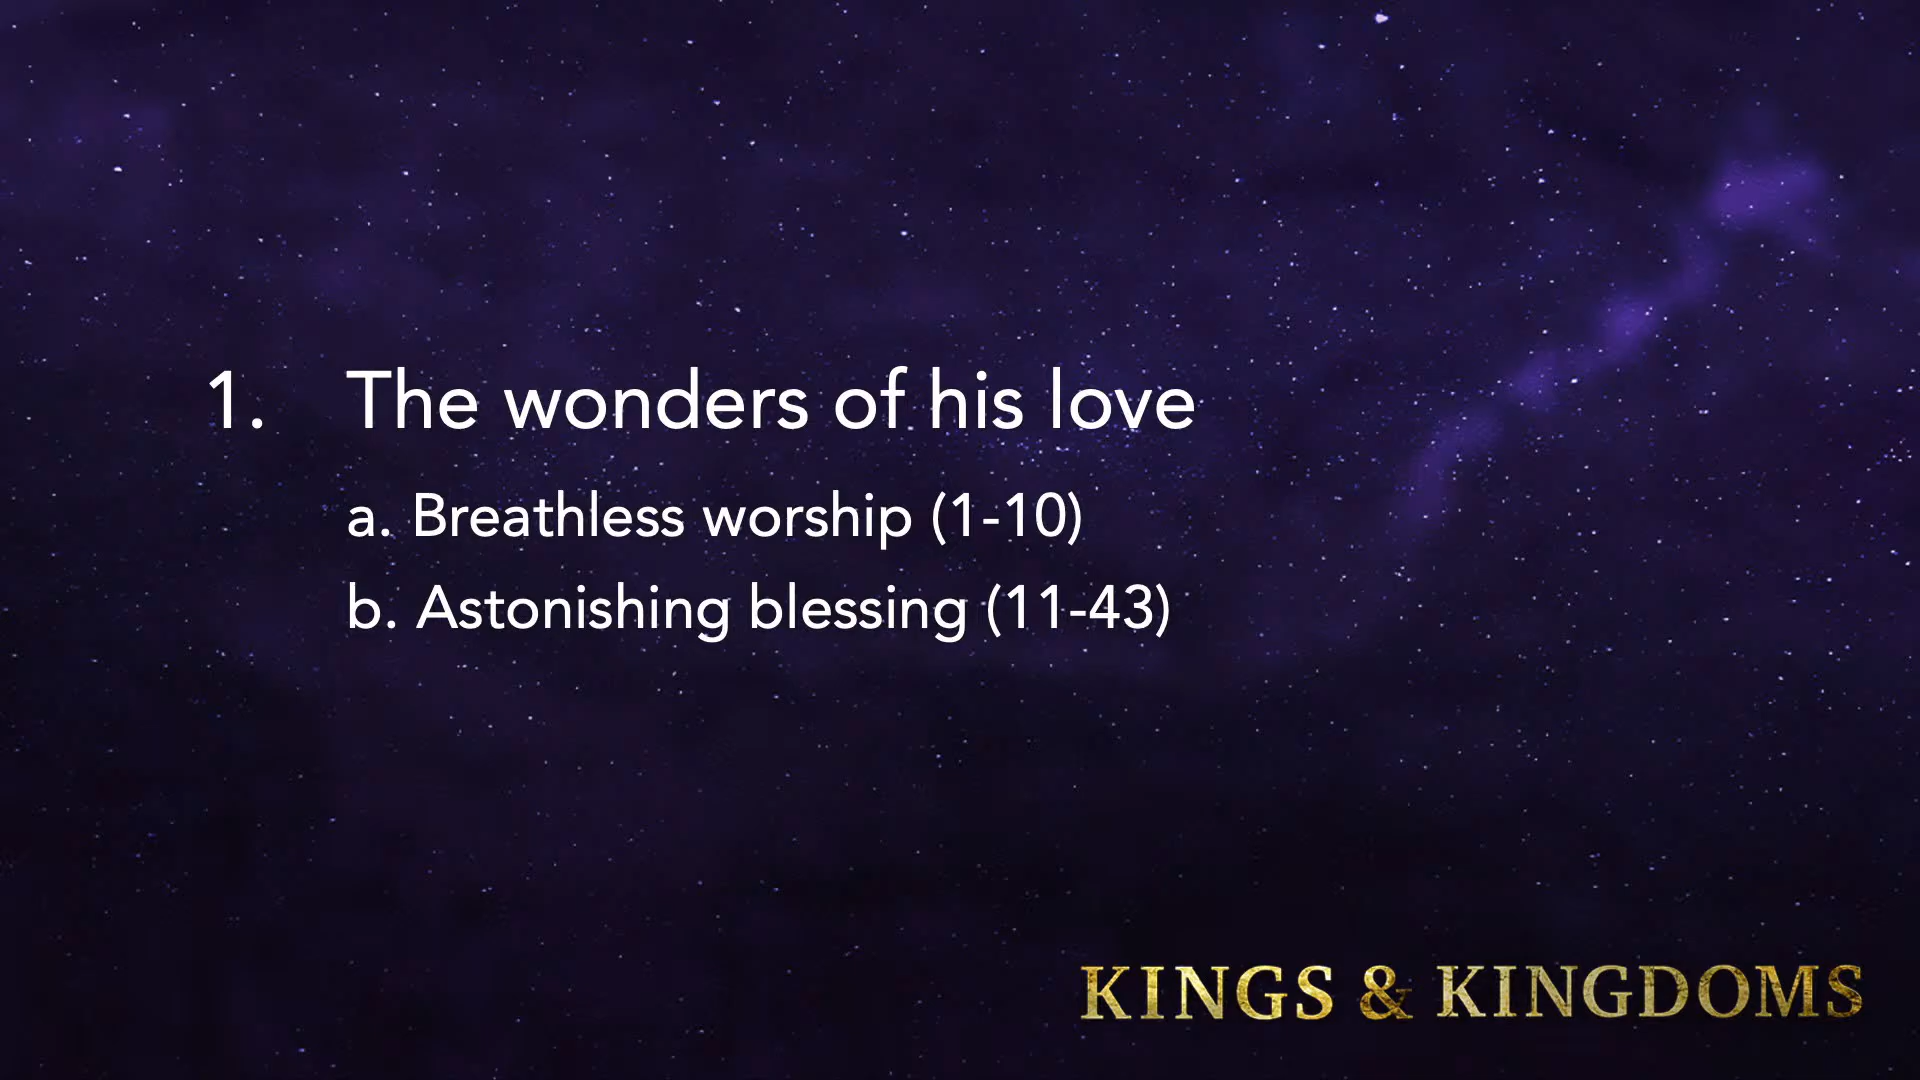 1. The wonders of his love
a. Breathless worship (1-10)
b. Astonishing blessing (11-43)
KINGS & KINGDOMS